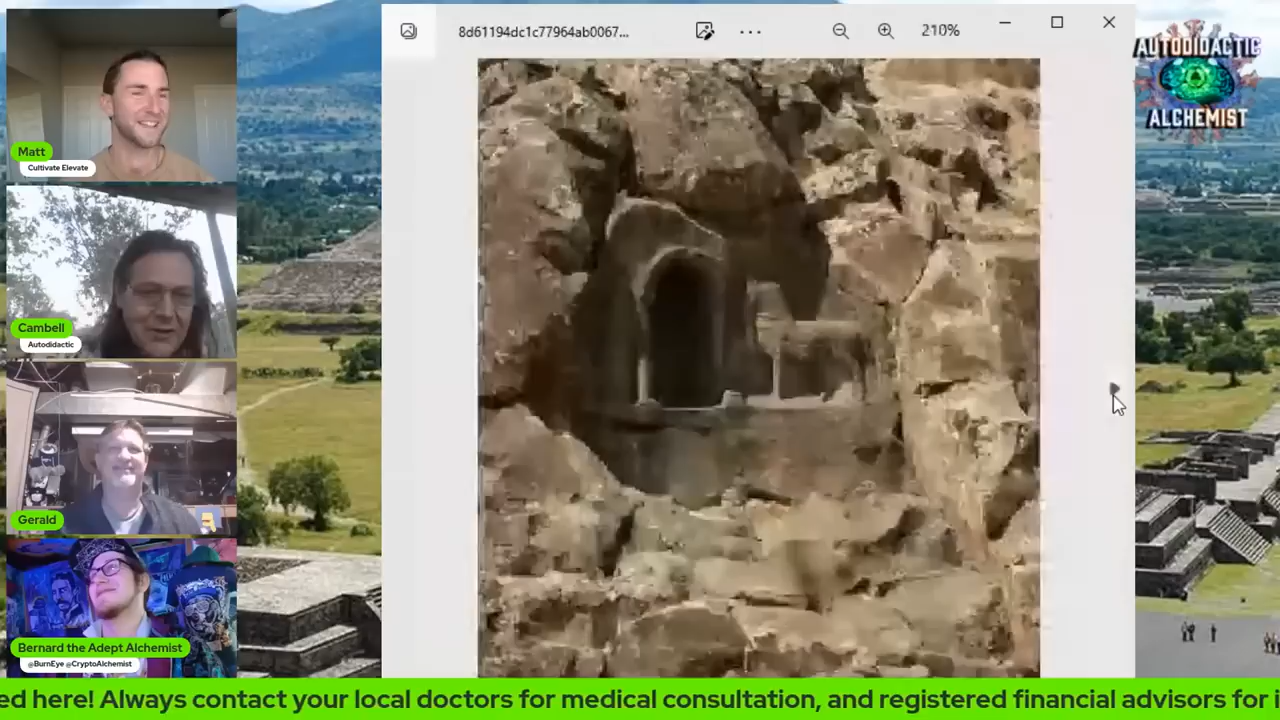 8d61194dc1c77964ab0067...
210%
AUTODIDACTIC
ALCHEMIST
Matt
Cultivate Elevate
Cambell
Autodidactic
Gerald
Bernard the Adept Alchemist
@BurnEye @CryptoAlchemist
ed here! Always contact your local doctors for medical consultation, and registered financial advisors for i